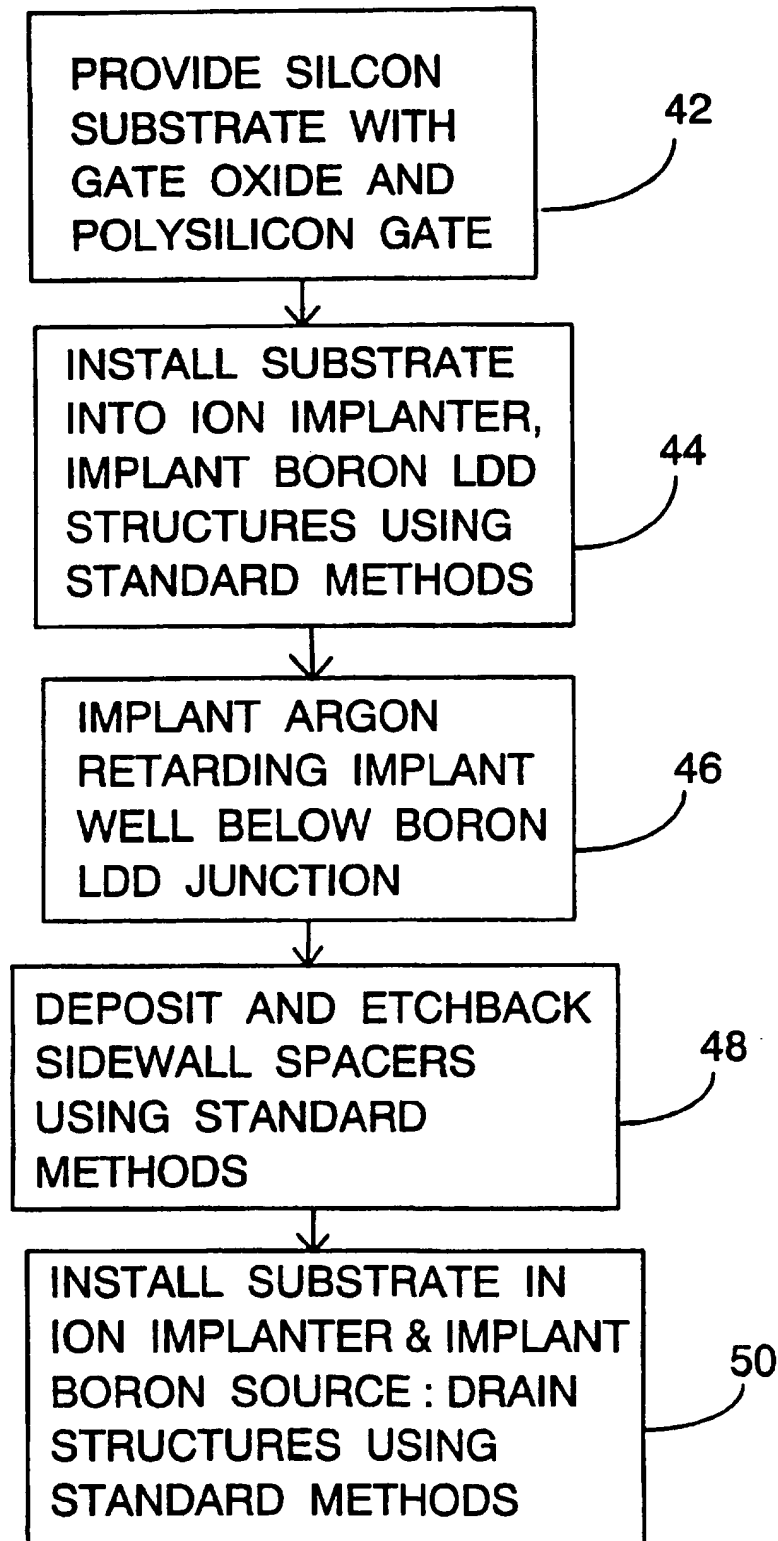 PROVIDE SILCON
SUBSTRATE WITH
GATE OXIDE AND
POLYSILICON GATE
42
INSTALL SUBSTRATE
INTO ION IMPLANTER,
IMPLANT BORON LDD
STRUCTURES USING
STANDARD METHODS
44
IMPLANT ARGON
RETARDING IMPLANT
WELL BELOW BORON
LDD JUNCTION
46
DEPOSIT AND ETCHBACK
SIDEWALL SPACERS
USING STANDARD
METHODS
48
INSTALL SUBSTRATE IN
ION IMPLANTER & IMPLANT
BORON SOURCE : DRAIN
STRUCTURES USING
STANDARD METHODS
50